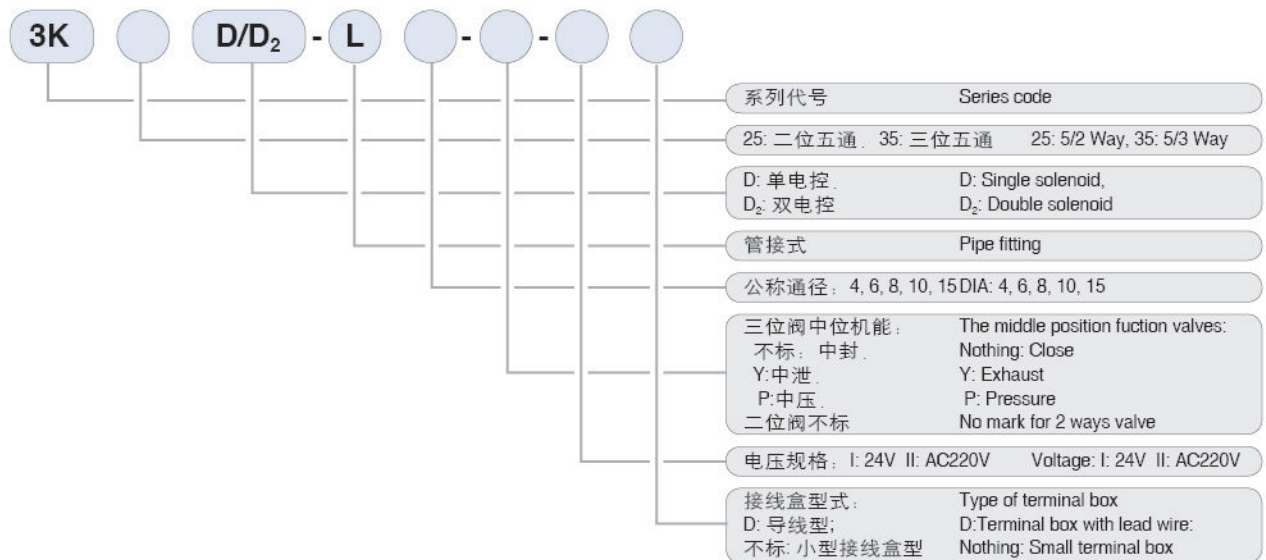 3K D/D₂ - L - -
系列代号 Series code
25: 二位五通. 35: 三位五通 25: 5/2 Way, 35: 5/3 Way
D: 单电控. D: Single solenoid,
D₂: 双电控 D₂: Double solenoid
管接式 Pipe fitting
公称通径: 4, 6, 8, 10, 15 DIA: 4, 6, 8, 10, 15
三位阀中位机能: The middle position fuction valves:
不标: 中封. Nothing: Close
Y:中泄. Y: Exhaust
P:中压. P: Pressure
二位阀不标 No mark for 2 ways valve
电压规格: I: 24V II: AC220V Voltage: I: 24V II: AC220V
接线盒型式: Type of terminal box
D: 导线型; D:Terminal box with lead wire:
不标: 小型接线盒型 Nothing: Small terminal box